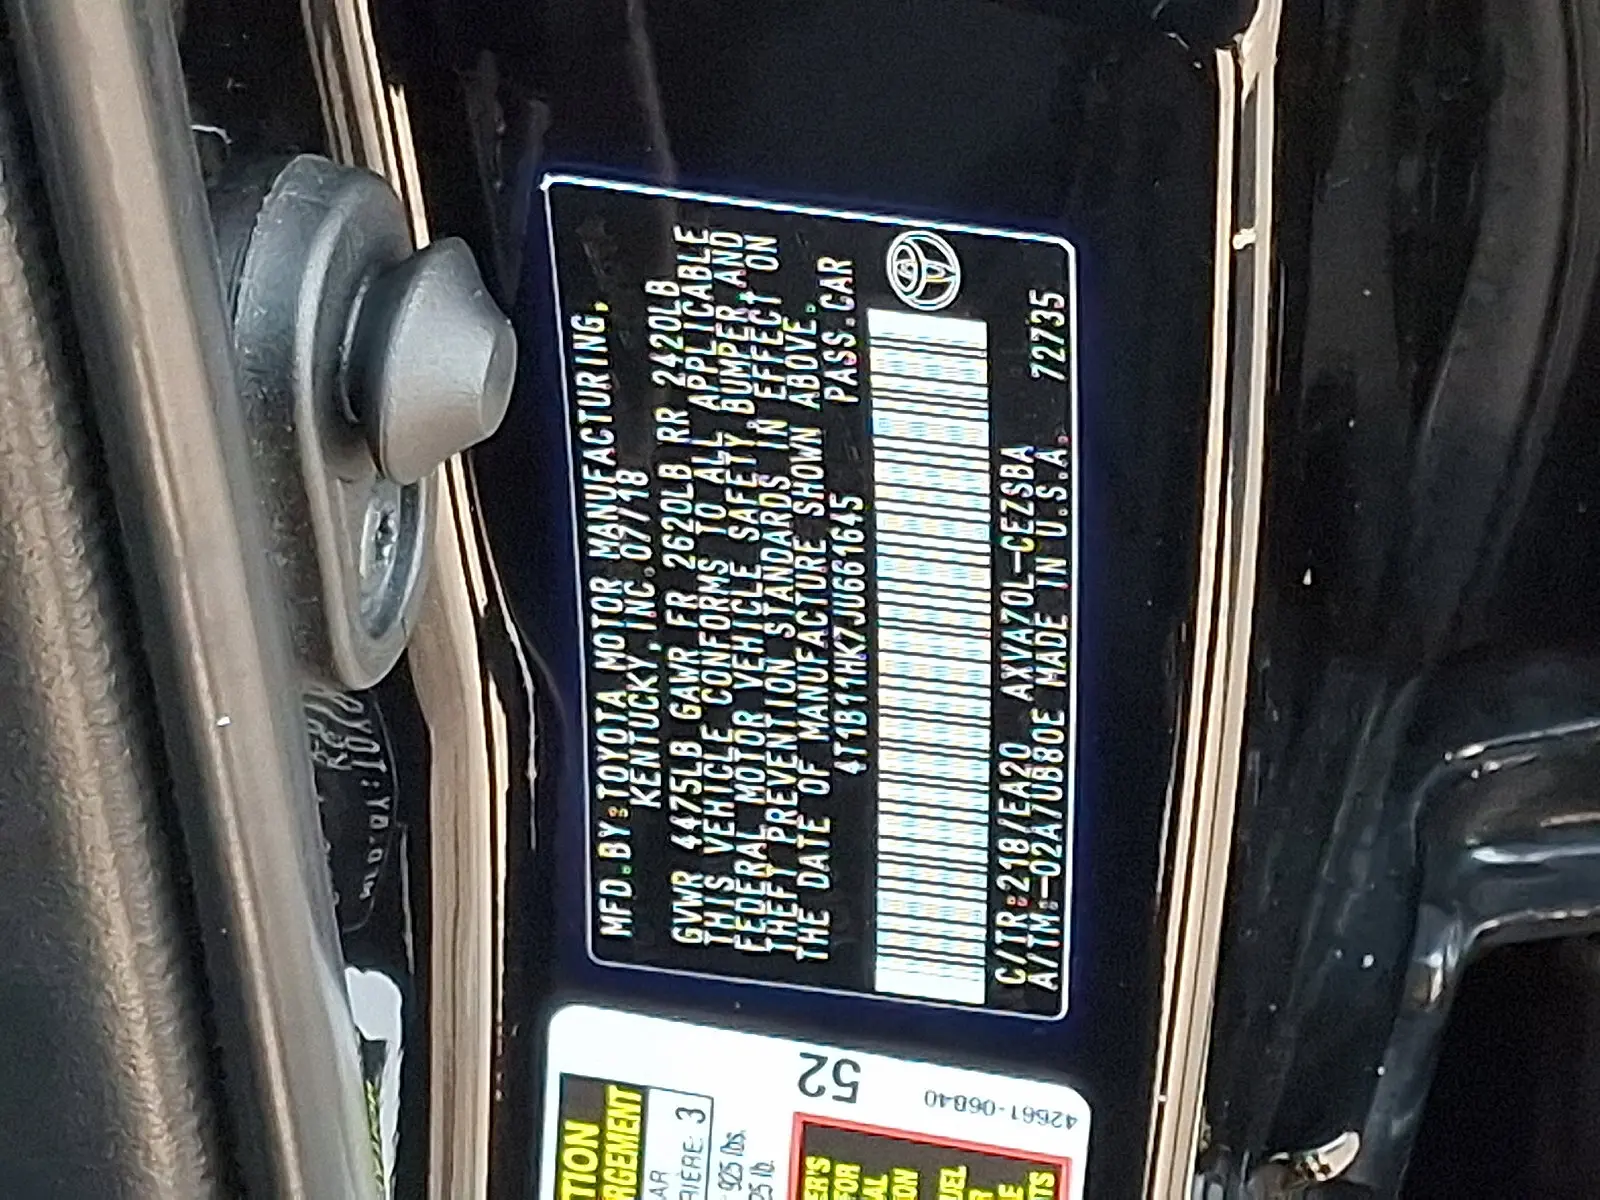 MFD.BY:TOYOTA MOTOR MANUFACTURING,
KENTUCKY, INC. 07/18
GVWR 4475LB GAWR FR 2620LB RR 2420LB
THIS VEHICLE CONFORMS TO ALL APPLICABLE
FEDERAL MOTOR VEHICLE SAFETY, BUMPER, AND
THEFT PREVENTION STANDARDS IN EFFECT ON
THE DATE OF MANUFACTURE SHOWN ABOVE.
4T1B11HK7JU661645 PASS.CAR
C/TR:218/EA20 AXVA70L-CEZSBA 72735
A/TM:-02A/UB80E MADE IN U.S.A.
52
42661-06B40
3
925 lbs.